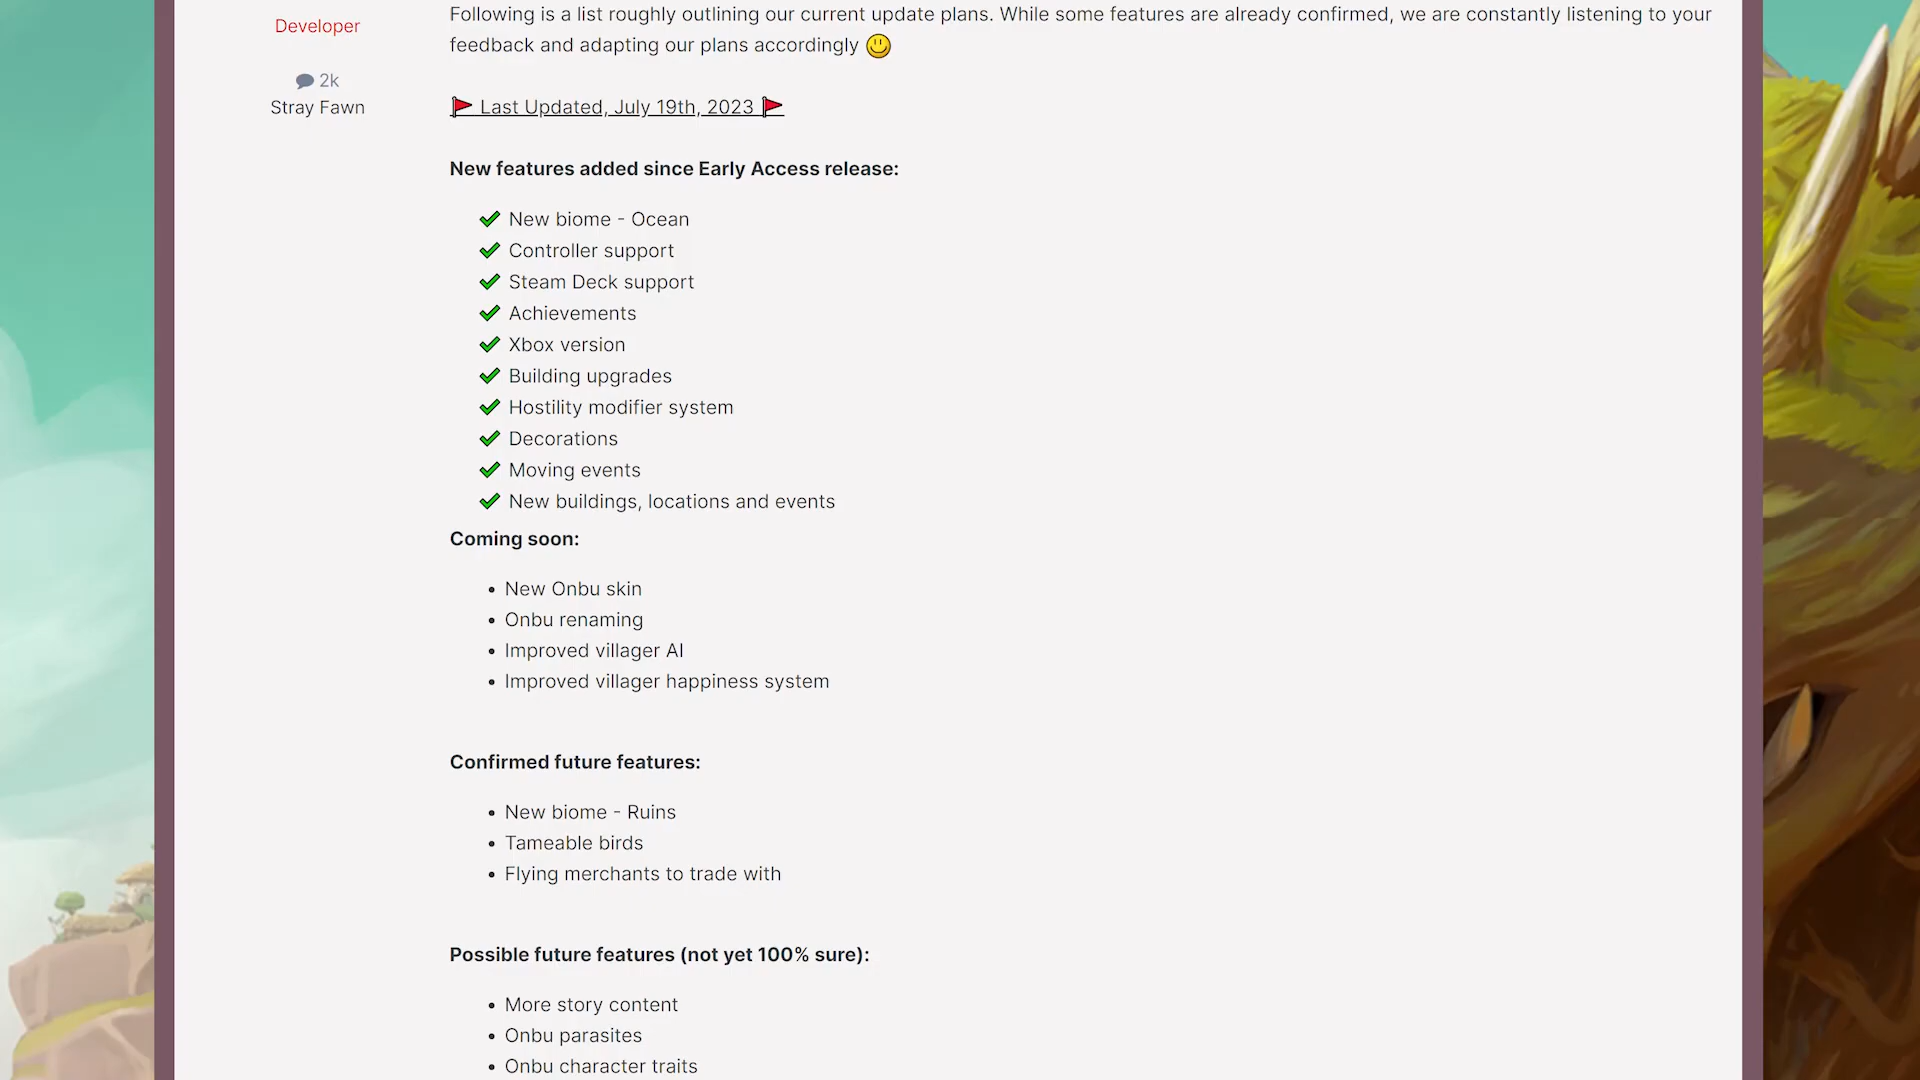 Developer
2k
Stray Fawn
Following is a list roughly outlining our current update plans. While some features are already confirmed, we are constantly listening to your
feedback and adapting our plans accordingly
Last Updated, July 19th, 2023
New features added since Early Access release:
New biome - Ocean
Controller support
Steam Deck support
Achievements
Xbox version
Building upgrades
Hostility modifier system
Decorations
Moving events
New buildings, locations and events
Coming soon:
• New Onbu skin
• Onbu renaming
• Improved villager AI
• Improved villager happiness system
Confirmed future features:
• New biome - Ruins
• Tameable birds
• Flying merchants to trade with
Possible future features (not yet 100% sure):
• More story content
• Onbu parasites
• Onbu character traits